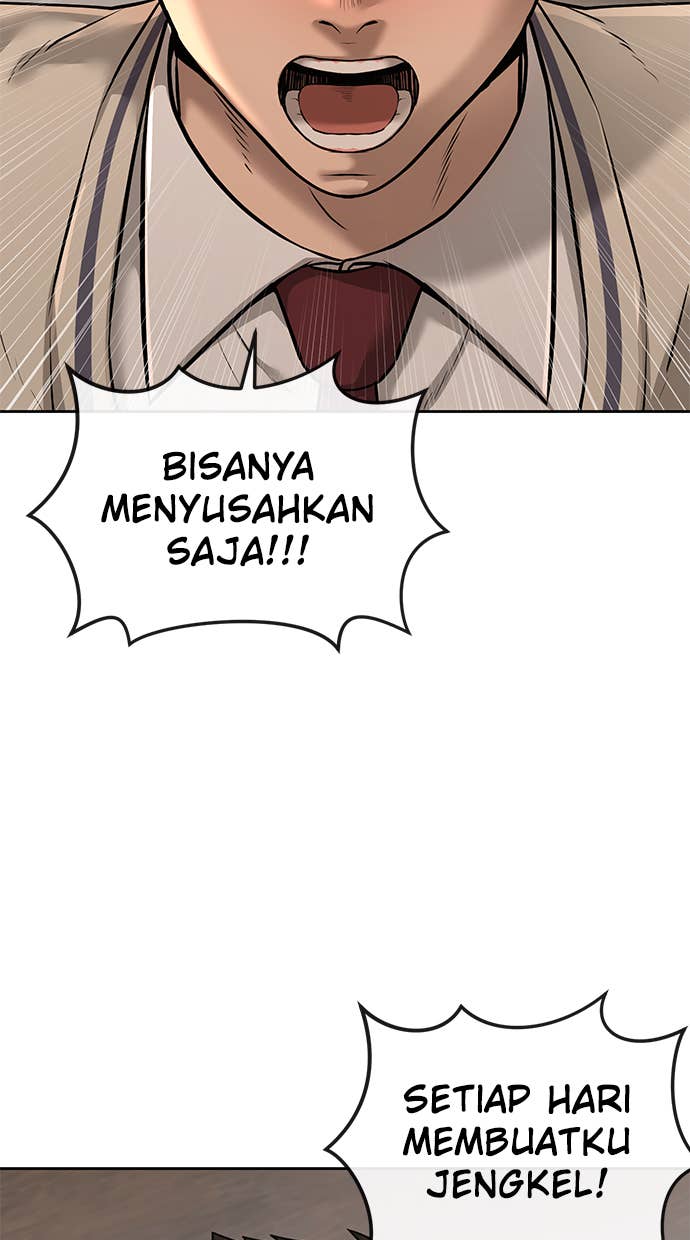 BISANYA
MENYUSAHKAN
SAJA!!!
SETIAP HARI
MEMBUATKU
JENGKEL!